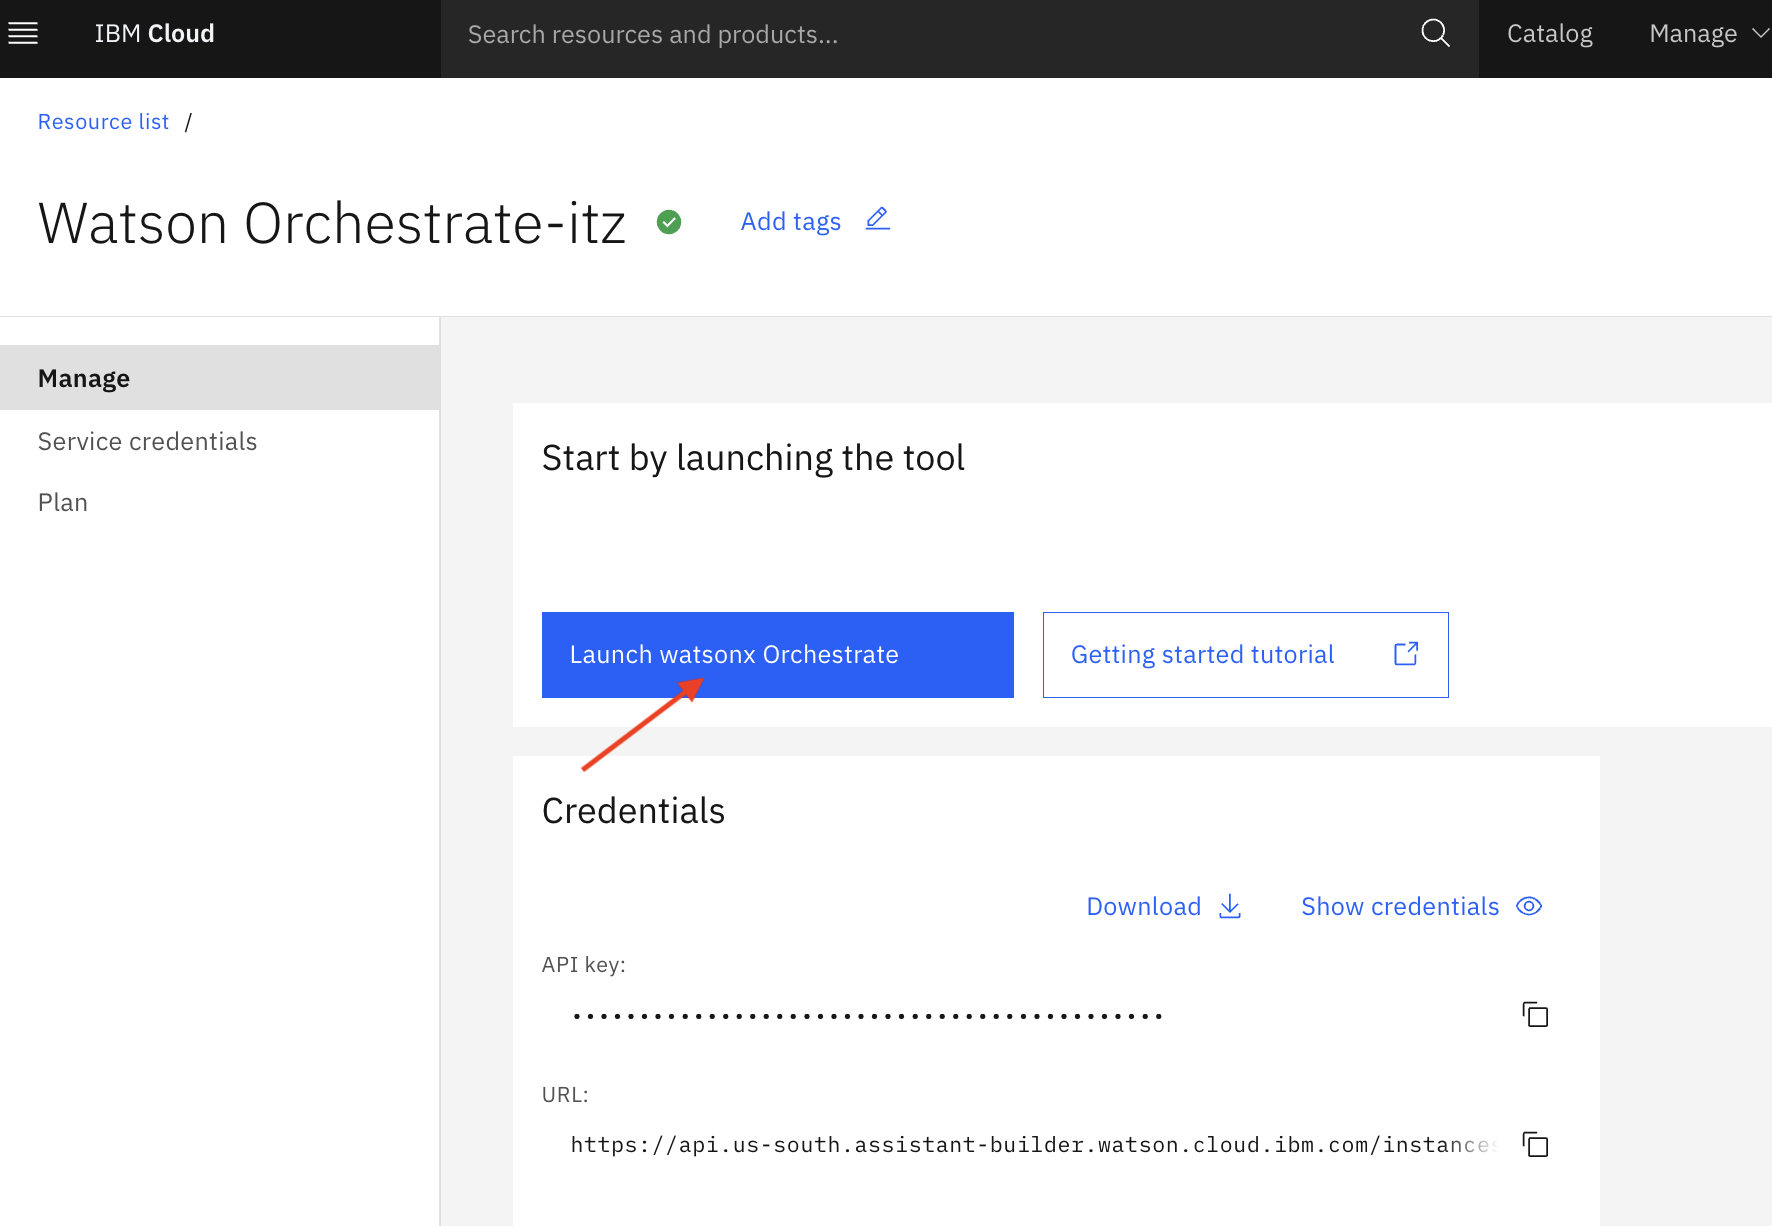 IBM Cloud
Search resources and products...
Catalog
Manage
Resource list /
Watson Orchestrate-itz
Add tags
Manage
Service credentials
Plan
Start by launching the tool
Launch watsonx Orchestrate
Getting started tutorial
Credentials
Download
Show credentials
API key:
••••••••••••••••••••••••••••••••••••••••••••
URL:
https://api.us-south.assistant-builder.watson.cloud.ibm.com/instances